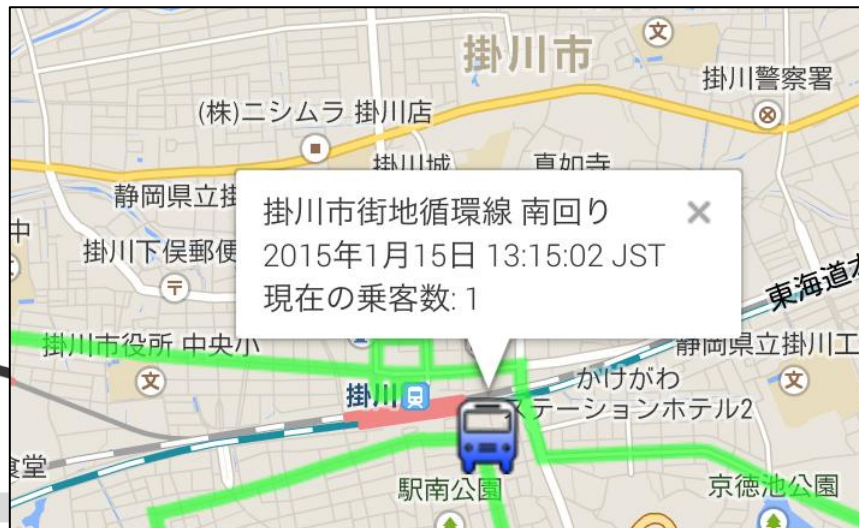 掛川市
文
掛川警察署
(株)ニシムラ 掛川店
掛川城
真如寺
静岡県立掛
掛川市街地循環線 南回り ×
2015年1月15日 13:15:02 JST
現在の乗客数: 1
中
掛川下俣郵便
〒
東海道本
掛川市役所 中央小
静岡県立掛川工
文
文
かけがわ
ステーションホテル2
掛川
食堂
駅南公園
京徳池公園